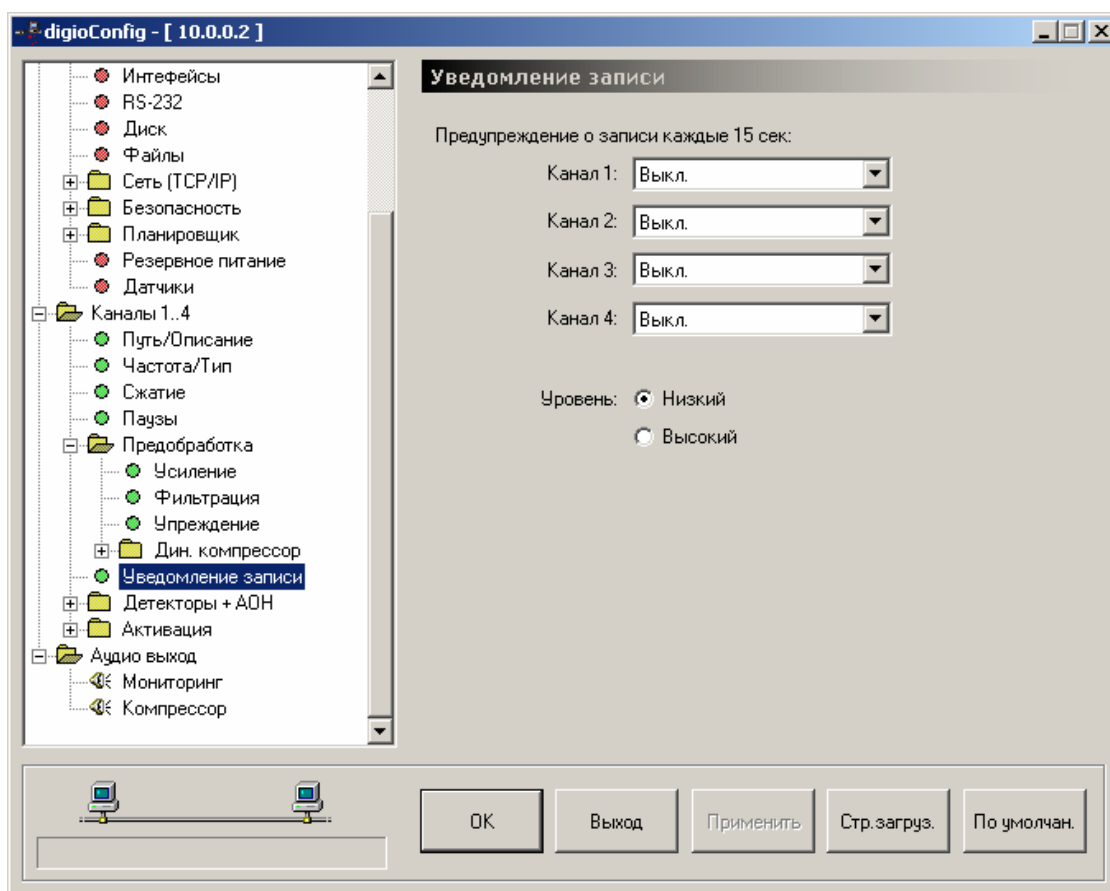 digioConfig - [ 10.0.0.2 ]
Интефейсы
RS-232
Диск
Файлы
Сеть (TCP/IP)
Безопасность
Планировщик
Резервное питание
Датчики
Каналы 1..4
Путь/Описание
Частота/Тип
Сжатие
Паузы
Предобработка
Усиление
Фильтрация
Упреждение
Дин. компрессор
Уведомление записи
Детекторы + АОН
Активация
Аудио выход
Мониторинг
Компрессор
Уведомление записи
Предупреждение о записи каждые 15 сек:
Канал 1: Выкл.
Канал 2: Выкл.
Канал 3: Выкл.
Канал 4: Выкл.
Уровень: Низкий
Высокий
OK Выход Применить Стр.загруз. По умолчан.